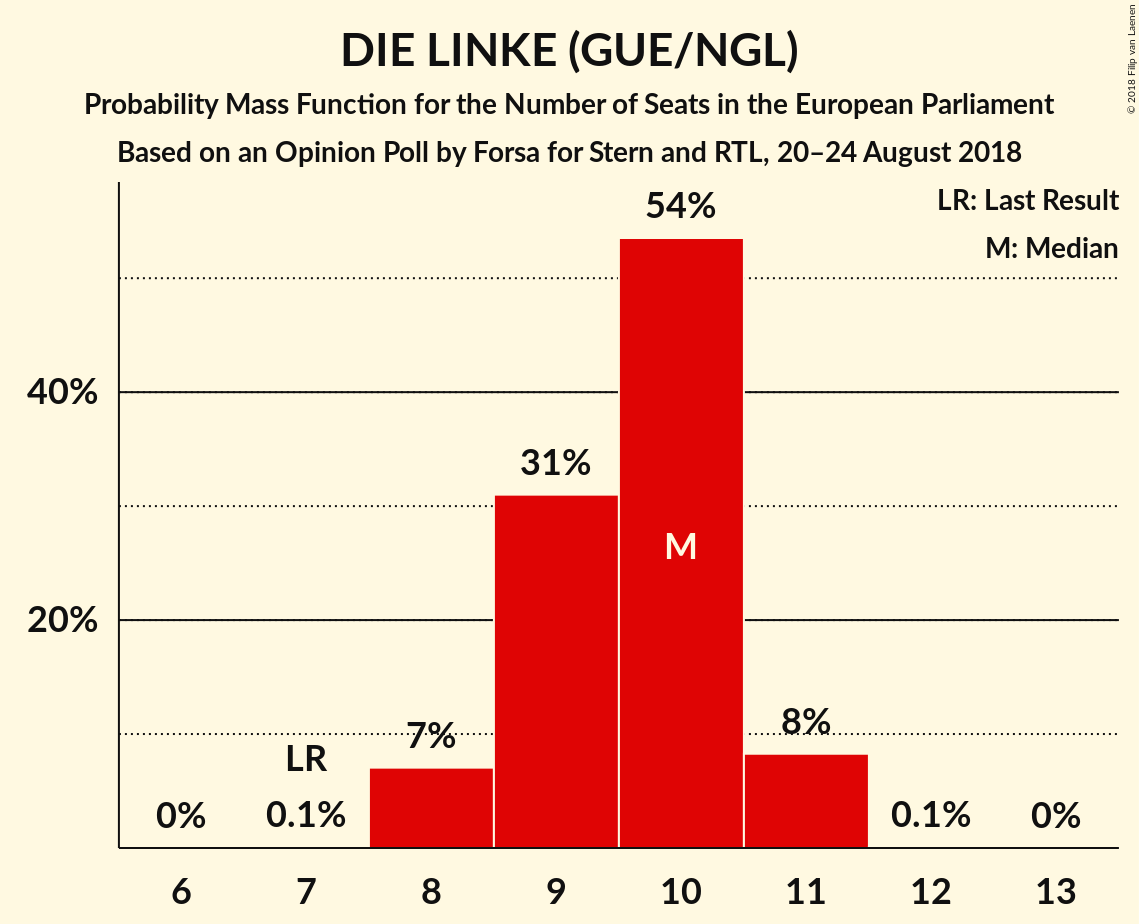 DIE LINKE (GUE/NGL)
Probability Mass Function for the Number of Seats in the European Parliament
Based on an Opinion Poll by Forsa for Stern and RTL, 20–24 August 2018
© 2018 Filip van Laenen
LR: Last Result
M: Median
54%
40%
31%
M
20%
8%
7%
LR
0% 0.1% 0.1% 0%
6 7 8 9 10 11 12 13